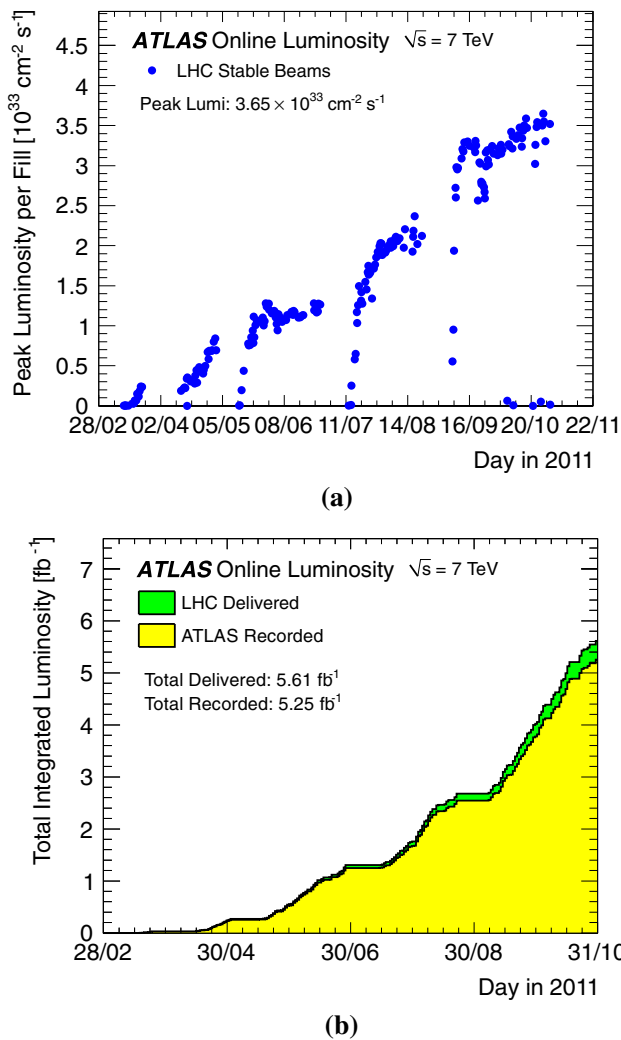 ATLAS Online Luminosity √s = 7 TeV
LHC Stable Beams
Peak Lumi: 3.65 × 10³³ cm⁻² s⁻¹
Peak Luminosity per Fill [10³³ cm⁻² s⁻¹]
4.5
4
3.5
3
2.5
2
1.5
1
0.5
0
28/02 02/04 05/05 08/06 11/07 14/08 16/09 20/10 22/11
Day in 2011
(a)
ATLAS Online Luminosity √s = 7 TeV
LHC Delivered
ATLAS Recorded
Total Delivered: 5.61 fb¹
Total Recorded: 5.25 fb¹
Total Integrated Luminosity [fb⁻¹]
7
6
5
4
3
2
1
0
28/02 30/04 30/06 30/08 31/10
Day in 2011
(b)